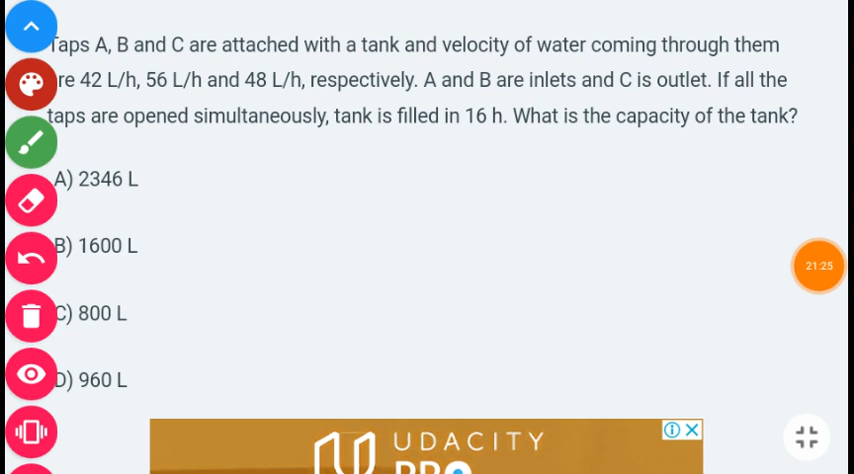 Taps A, B and C are attached with a tank and velocity of water coming through them
are 42 L/h, 56 L/h and 48 L/h, respectively. A and B are inlets and C is outlet. If all the
taps are opened simultaneously, tank is filled in 16 h. What is the capacity of the tank?
A) 2346 L
B) 1600 L
21:25
C) 800 L
D) 960 L
UDACITY